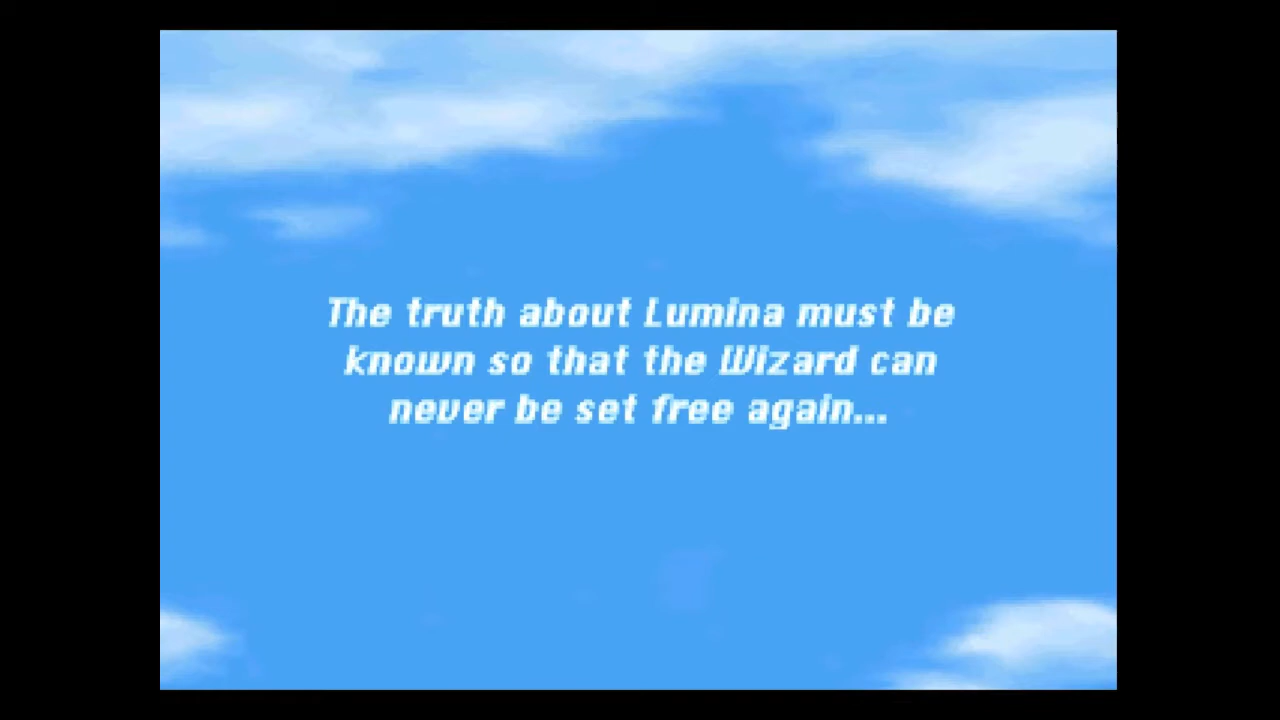 The truth about Lumina must be
known so that the Wizard can
never be set free again...